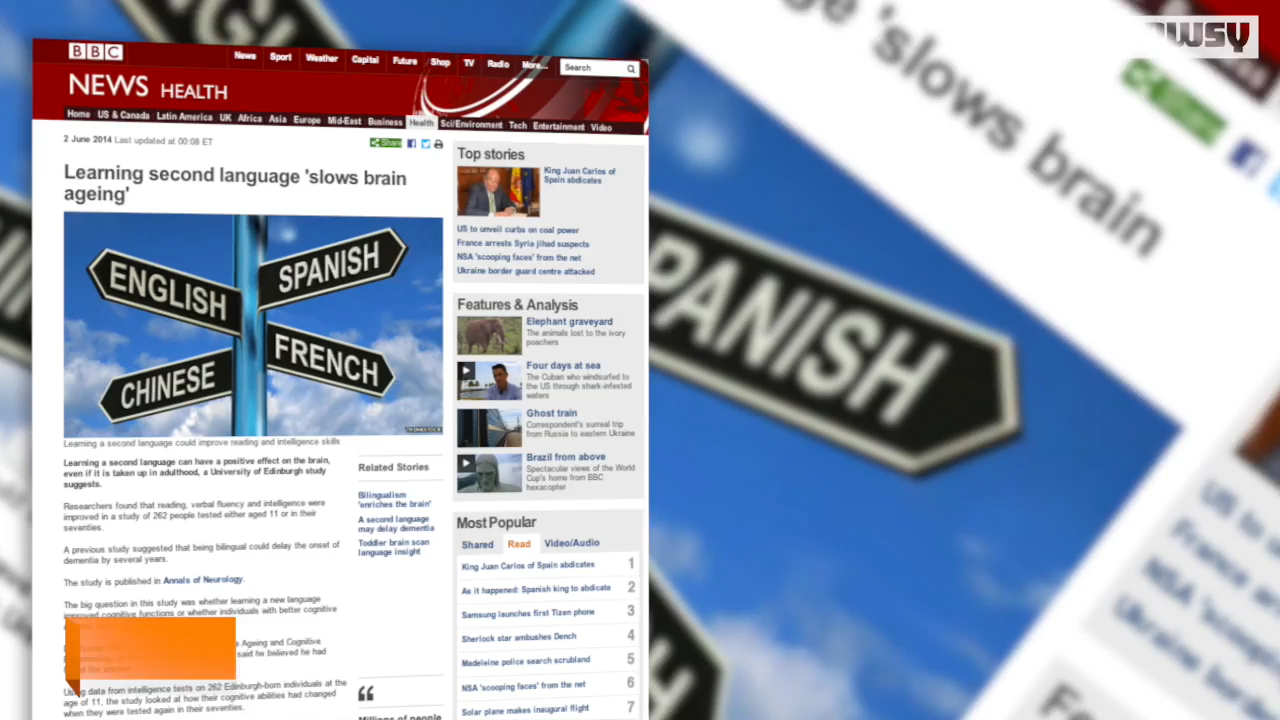 BBC
News Sport Weather Capital Future Shop TV Radio More... Search
NEWS HEALTH
Home US & Canada Latin America UK Africa Asia Europe Mid-East Business Health Sci/Environment Tech Entertainment Video
2 June 2014 Last updated at 00:08 ET
Share
Learning second language 'slows brain
ageing'
ENGLISH
SPANISH
FRENCH
CHINESE
THINKSTOCK
Learning a second language could improve reading and intelligence skills
Learning a second language can have a positive effect on the brain,
even if it is taken up in adulthood, a University of Edinburgh study
suggests.
Researchers found that reading, verbal fluency and intelligence were
improved in a study of 262 people tested either aged 11 or in their
seventies.
A previous study suggested that being bilingual could delay the onset of
dementia by several years.
The study is published in Annals of Neurology.
The big question in this study was whether learning a new language
improved cognitive functions or whether individuals with better cognitive
Ageing and Cognitive
said he believed he had
Using data from intelligence tests on 262 Edinburgh-born individuals at the
age of 11, the study looked at how their cognitive abilities had changed
when they were tested again in their seventies.
Related Stories
Bilingualism
'enriches the brain'
A second language
may delay dementia
Toddler brain scan
language insight
“
Millions of people
Top stories
King Juan Carlos of
Spain abdicates
US to unveil curbs on coal power
France arrests Syria jihad suspects
NSA 'scooping faces' from the net
Ukraine border guard centre attacked
Features & Analysis
Elephant graveyard
The animals lost to the ivory
poachers
Four days at sea
The Cuban who windsurfed to
the US through shark-infested
waters
Ghost train
Correspondent's surreal trip
from Russia to eastern Ukraine
Brazil from above
Spectacular views of the World
Cup's home from BBC
hexacopter
Most Popular
Shared Read Video/Audio
King Juan Carlos of Spain abdicates 1
As it happened: Spanish king to abdicate 2
Samsung launches first Tizen phone 3
Sherlock star ambushes Dench 4
Madeleine police search scrubland 5
NSA 'scooping faces' from the net 6
Solar plane makes inaugural flight 7
'slows brain
PANISH